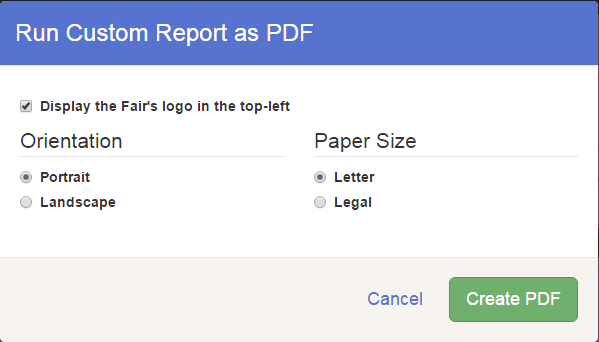 Run Custom Report as PDF
Display the Fair's logo in the top-left
Orientation
Portrait
Landscape
Paper Size
Letter
Legal
Cancel
Create PDF